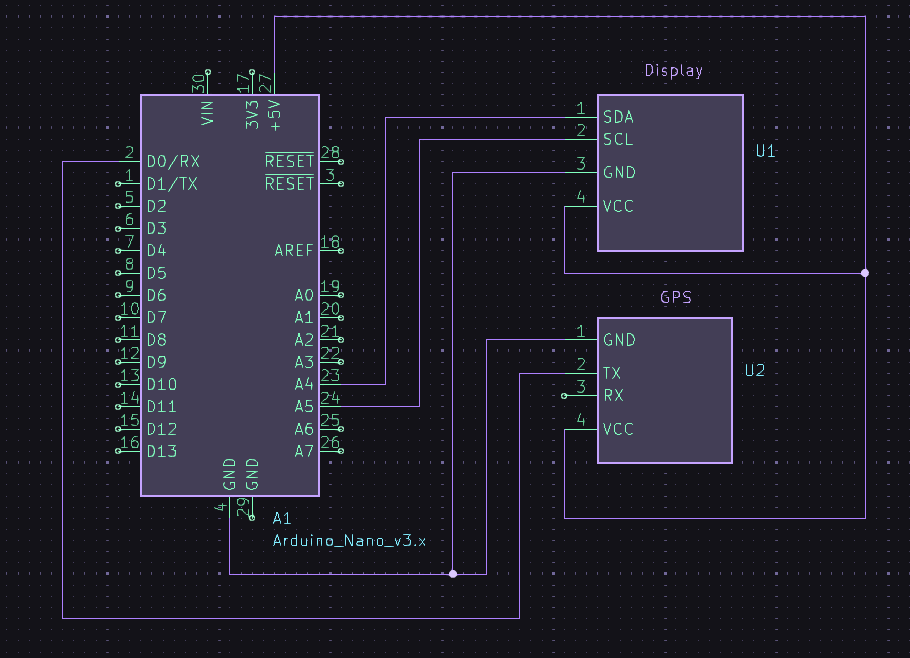 Display
30
17
27
VIN
3V3
+5V
1 SDA
2 SCL
U1
3 GND
4 VCC
2 D0/RX
RESET 28
1 D1/TX
RESET 3
5 D2
6 D3
7 D4
AREF 18
8 D5
9 D6
A0 19
10 D7
A1 20
11 D8
A2 21
12 D9
A3 22
13 D10
A4 23
14 D11
A5 24
15 D12
A6 25
16 D13
A7 26
GPS
1 GND
2 TX
U2
3 RX
4 VCC
GND
GND
4
29
A1
Arduino_Nano_v3.x